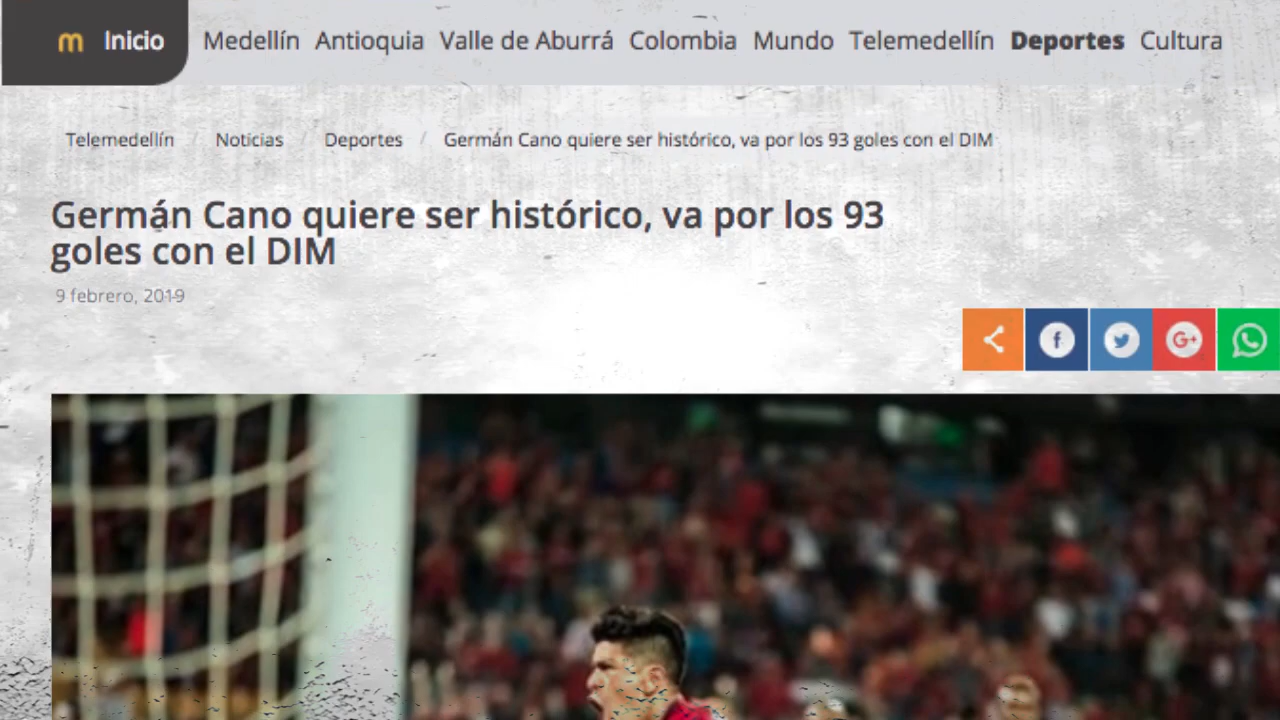 m Inicio Medellín Antioquia Valle de Aburrá Colombia Mundo Telemedellín Deportes Cultura
Telemedellín / Noticias / Deportes / Germán Cano quiere ser histórico, va por los 93 goles con el DIM
Germán Cano quiere ser histórico, va por los 93
goles con el DIM
9 febrero, 2019